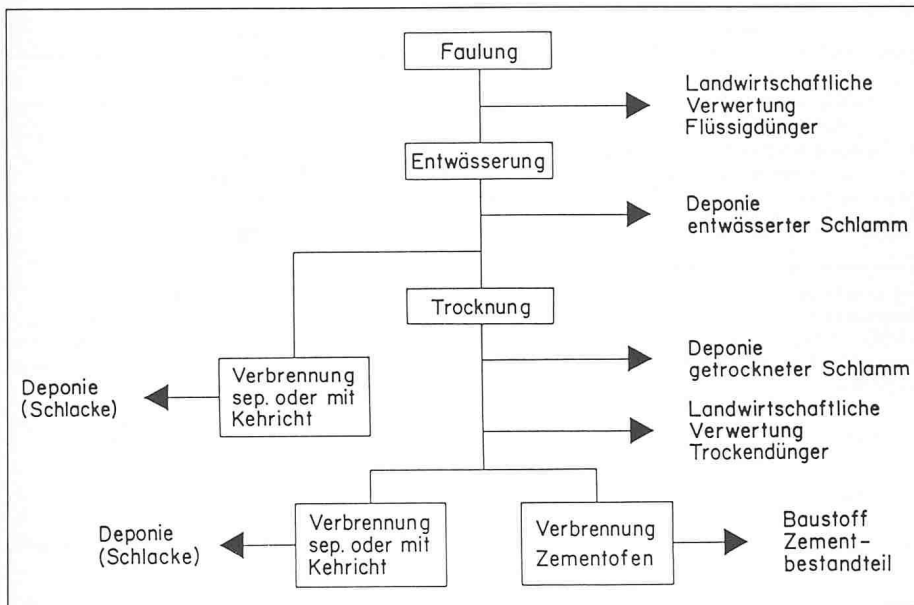 Faulung
Landwirtschaftliche
Verwertung
Flüssigdünger
Entwässerung
Deponie
entwässerter Schlamm
Trocknung
Deponie
getrockneter Schlamm
Verbrennung
sep. oder mit
Kehricht
Deponie
(Schlacke)
Landwirtschaftliche
Verwertung
Trockendünger
Verbrennung
sep. oder mit
Kehricht
Deponie
(Schlacke)
Verbrennung
Zementofen
Baustoff
Zement-
bestandteil